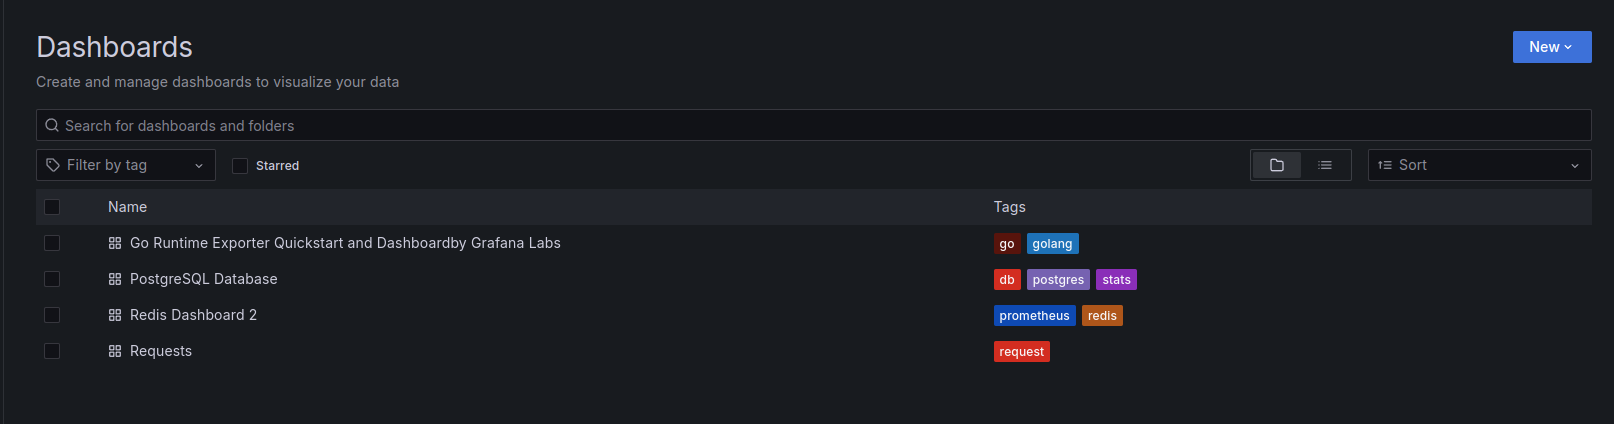 Dashboards
New
Create and manage dashboards to visualize your data
Search for dashboards and folders
Filter by tag Starred Sort
Name Tags
Go Runtime Exporter Quickstart and Dashboardby Grafana Labs go golang
PostgreSQL Database db postgres stats
Redis Dashboard 2 prometheus redis
Requests request